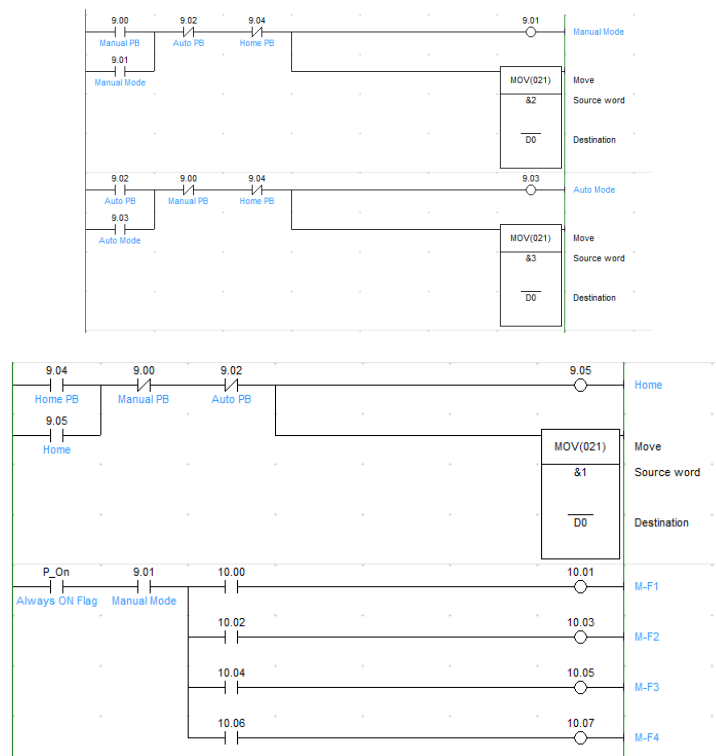 9.00 9.02 9.04 9.01
Manual PB Auto PB Home PB Manual Mode
9.01
Manual Mode
MOV(021) Move
&2 Source word
D0 Destination
9.02 9.00 9.04 9.03
Auto PB Manual PB Home PB Auto Mode
9.03
Auto Mode
MOV(021) Move
&3 Source word
D0 Destination
9.04 9.00 9.02 9.05
Home PB Manual PB Auto PB Home
9.05
Home
MOV(021) Move
&1 Source word
D0 Destination
P_On 9.01 10.00 10.01
Always ON Flag Manual Mode M-F1
10.02 10.03
M-F2
10.04 10.05
M-F3
10.06 10.07
M-F4